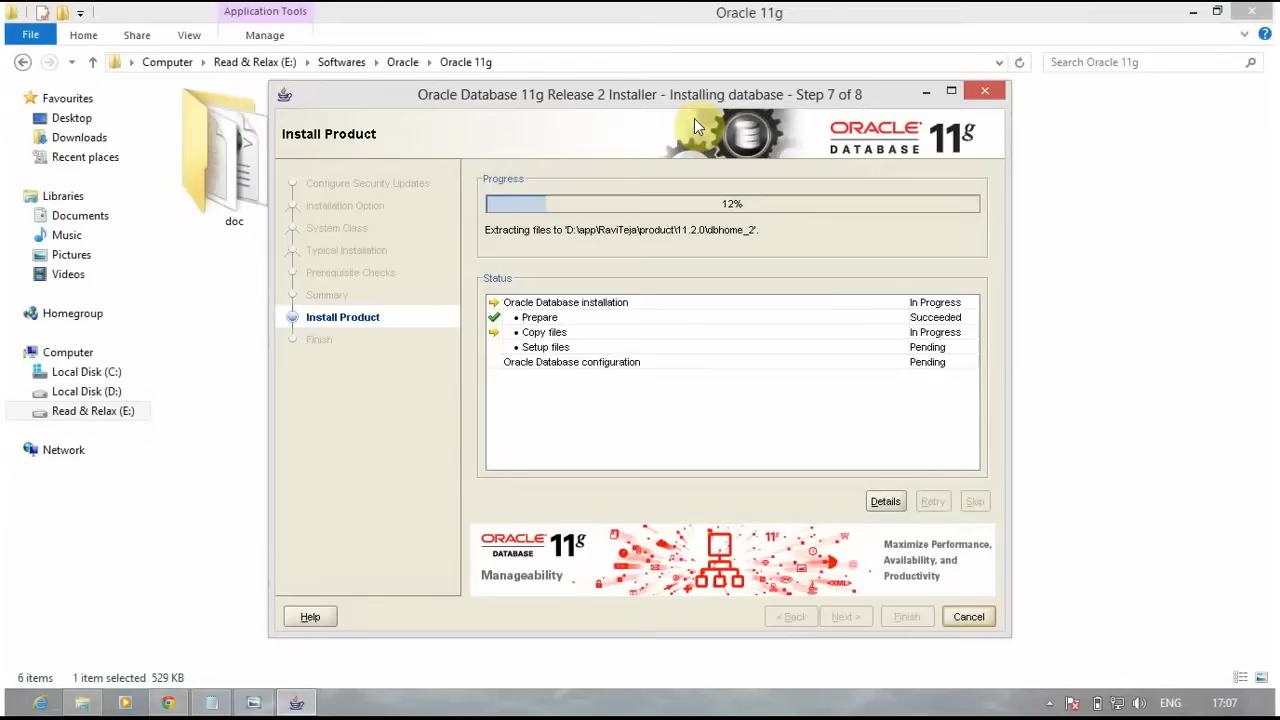 Application Tools
Oracle 11g
File
Home
Share
View
Manage
Computer
Read & Relax (E:)
Softwares
Oracle
Oracle 11g
Search Oracle 11g
Favourites
Desktop
Downloads
Recent places
Libraries
Documents
Music
Pictures
Videos
Homegroup
Computer
Local Disk (C:)
Local Disk (D:)
Read & Relax (E:)
Network
doc
Oracle Database 11g Release 2 Installer - Installing database - Step 7 of 8
Install Product
ORACLE DATABASE 11g
Configure Security Updates
Installation Option
System Class
Typical Installation
Prerequisite Checks
Summary
Install Product
Finish
Progress
12%
Extracting files to 'D:\app\RaviTeja\product\11.2.0\dbhome_2'.
Status
Oracle Database installation In Progress
• Prepare Succeeded
• Copy files In Progress
• Setup files Pending
Oracle Database configuration Pending
Details
Retry
Skip
ORACLE DATABASE 11g
Manageability
11g
<XML>
Maximize Performance,
Availability, and
Productivity
Help
< Back
Next >
Finish
Cancel
6 items 1 item selected 529 KB
ENG
17:07